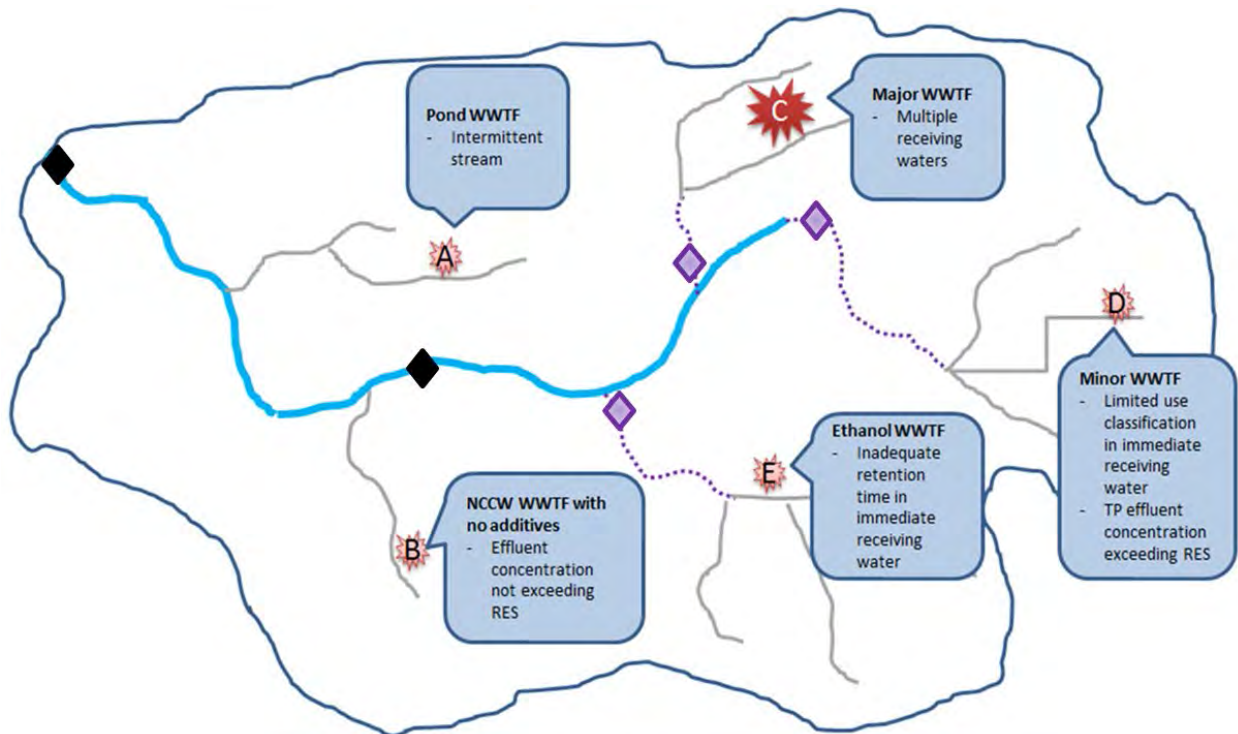 Pond WWTF
- Intermittent
stream
A
C
Major WWTF
- Multiple
receiving
waters
D
Minor WWTF
- Limited use
classification
in immediate
receiving
water
- TP effluent
concentration
exceeding RES
E
Ethanol WWTF
- Inadequate
retention
time in
immediate
receiving
water
B
NCCW WWTF with
no additives
- Effluent
concentration
not exceeding
RES